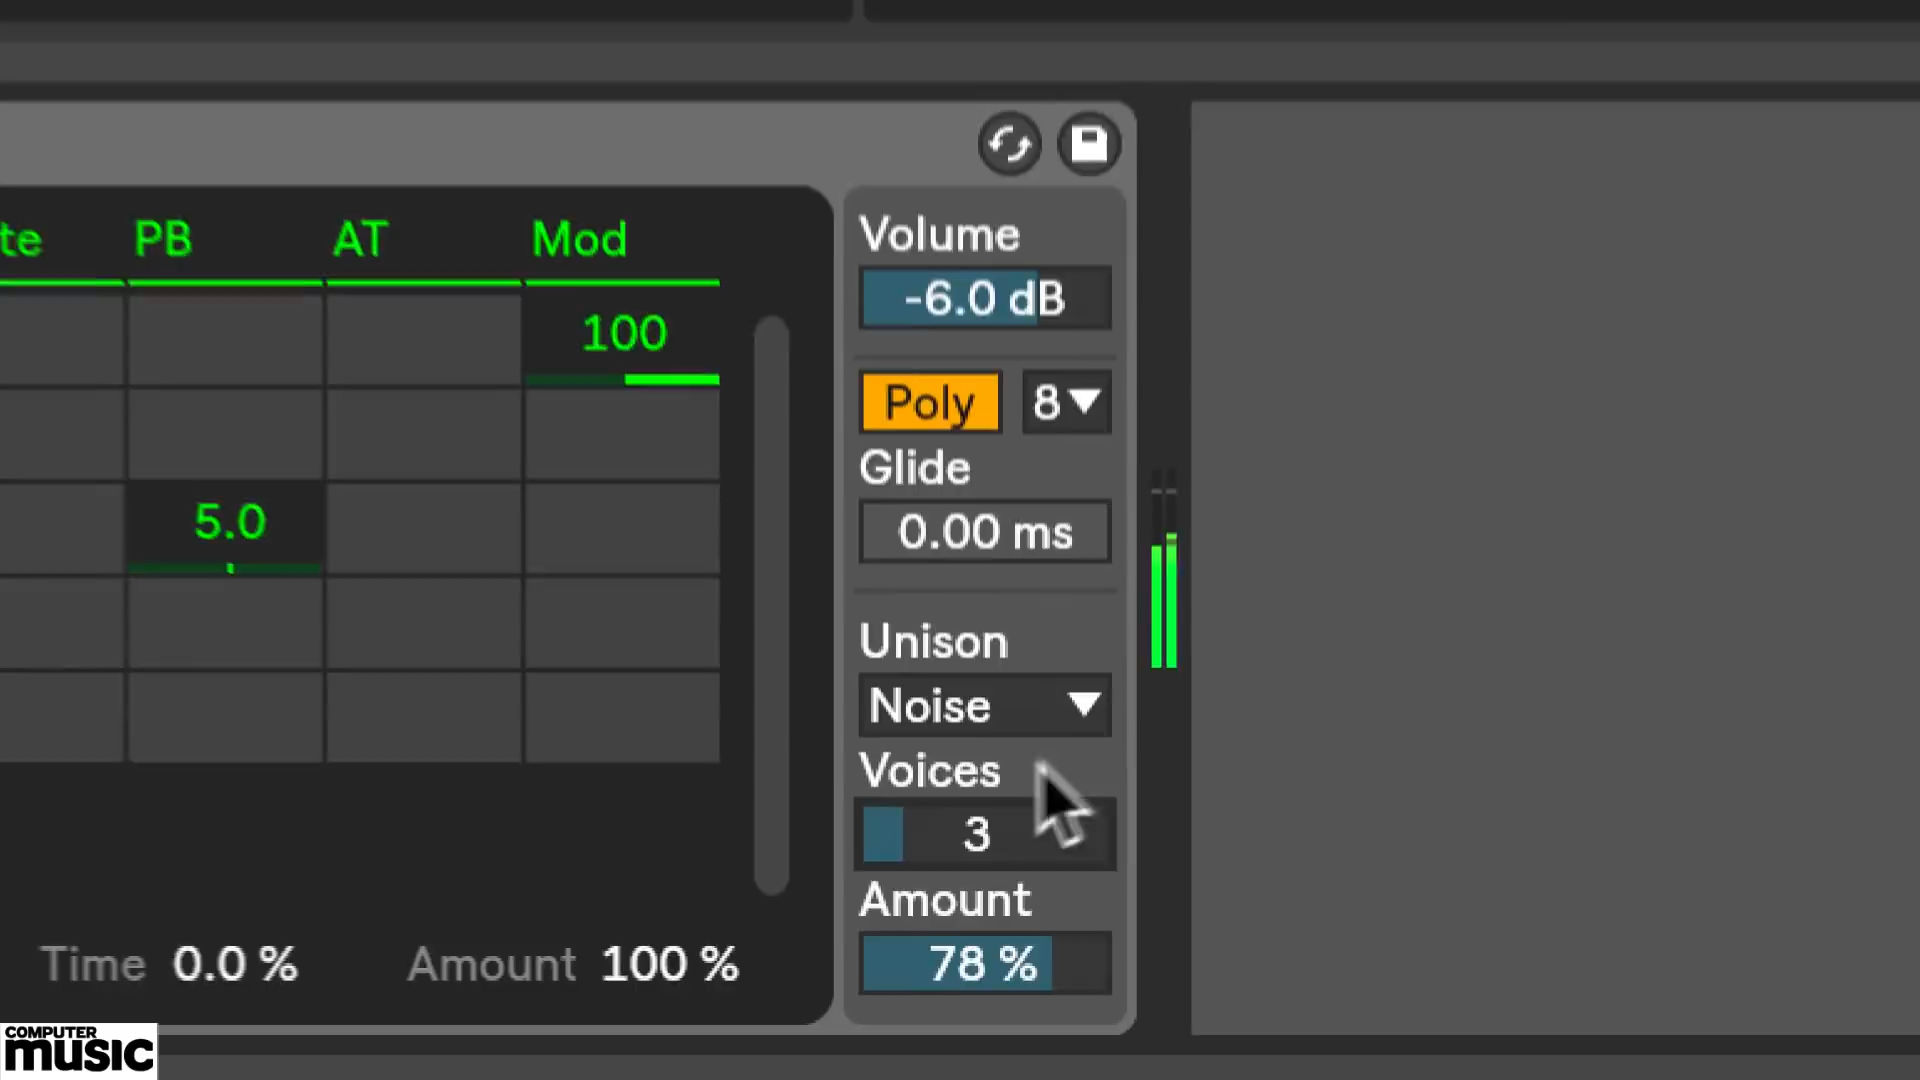 te PB AT Mod
Volume
-6.0 dB
100
Poly 8
Glide
5.0
0.00 ms
Unison
Noise
Voices
3
Amount
Time 0.0 % Amount 100 %
78 %
COMPUTER
music